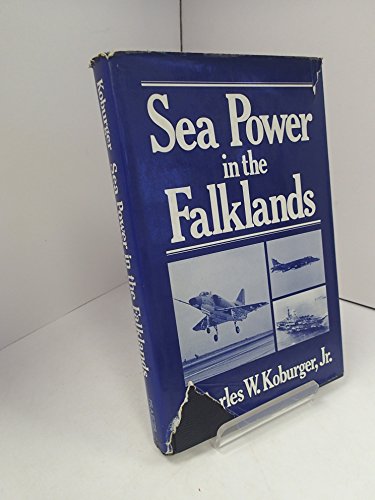 Sea Power
in the
Falklands
rles W. Koburger, Jr.
Koburger Sea Power in the Falklands